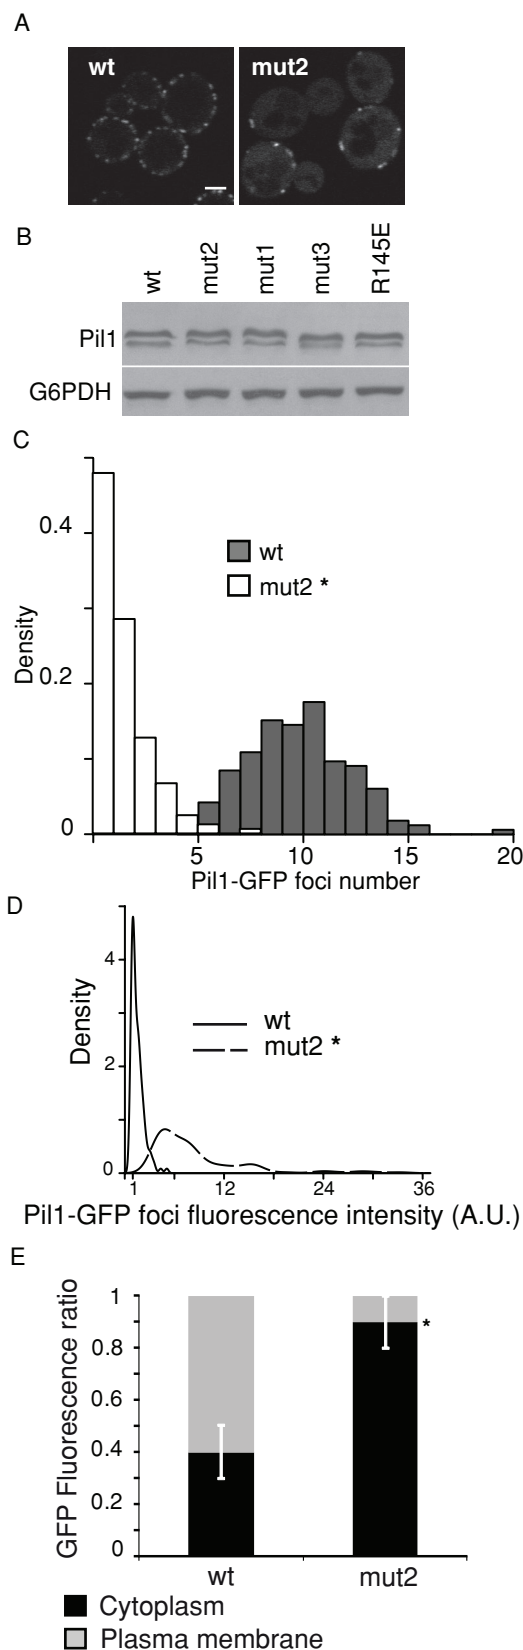 A
wt
mut2
B
wt
mut2
mut1
mut3
R145E
Pil1
G6PDH
C
0.4
wt
mut2 *
Density
0.2
0
5
10
15
20
Pil1-GFP foci number
D
4
Density
wt
mut2 *
2
0
1
12
24
36
Pil1-GFP foci fluorescence intensity (A.U.)
E
GFP Fluorescence ratio
1
*
0.8
0.6
0.4
0.2
0
wt
mut2
Cytoplasm
Plasma membrane